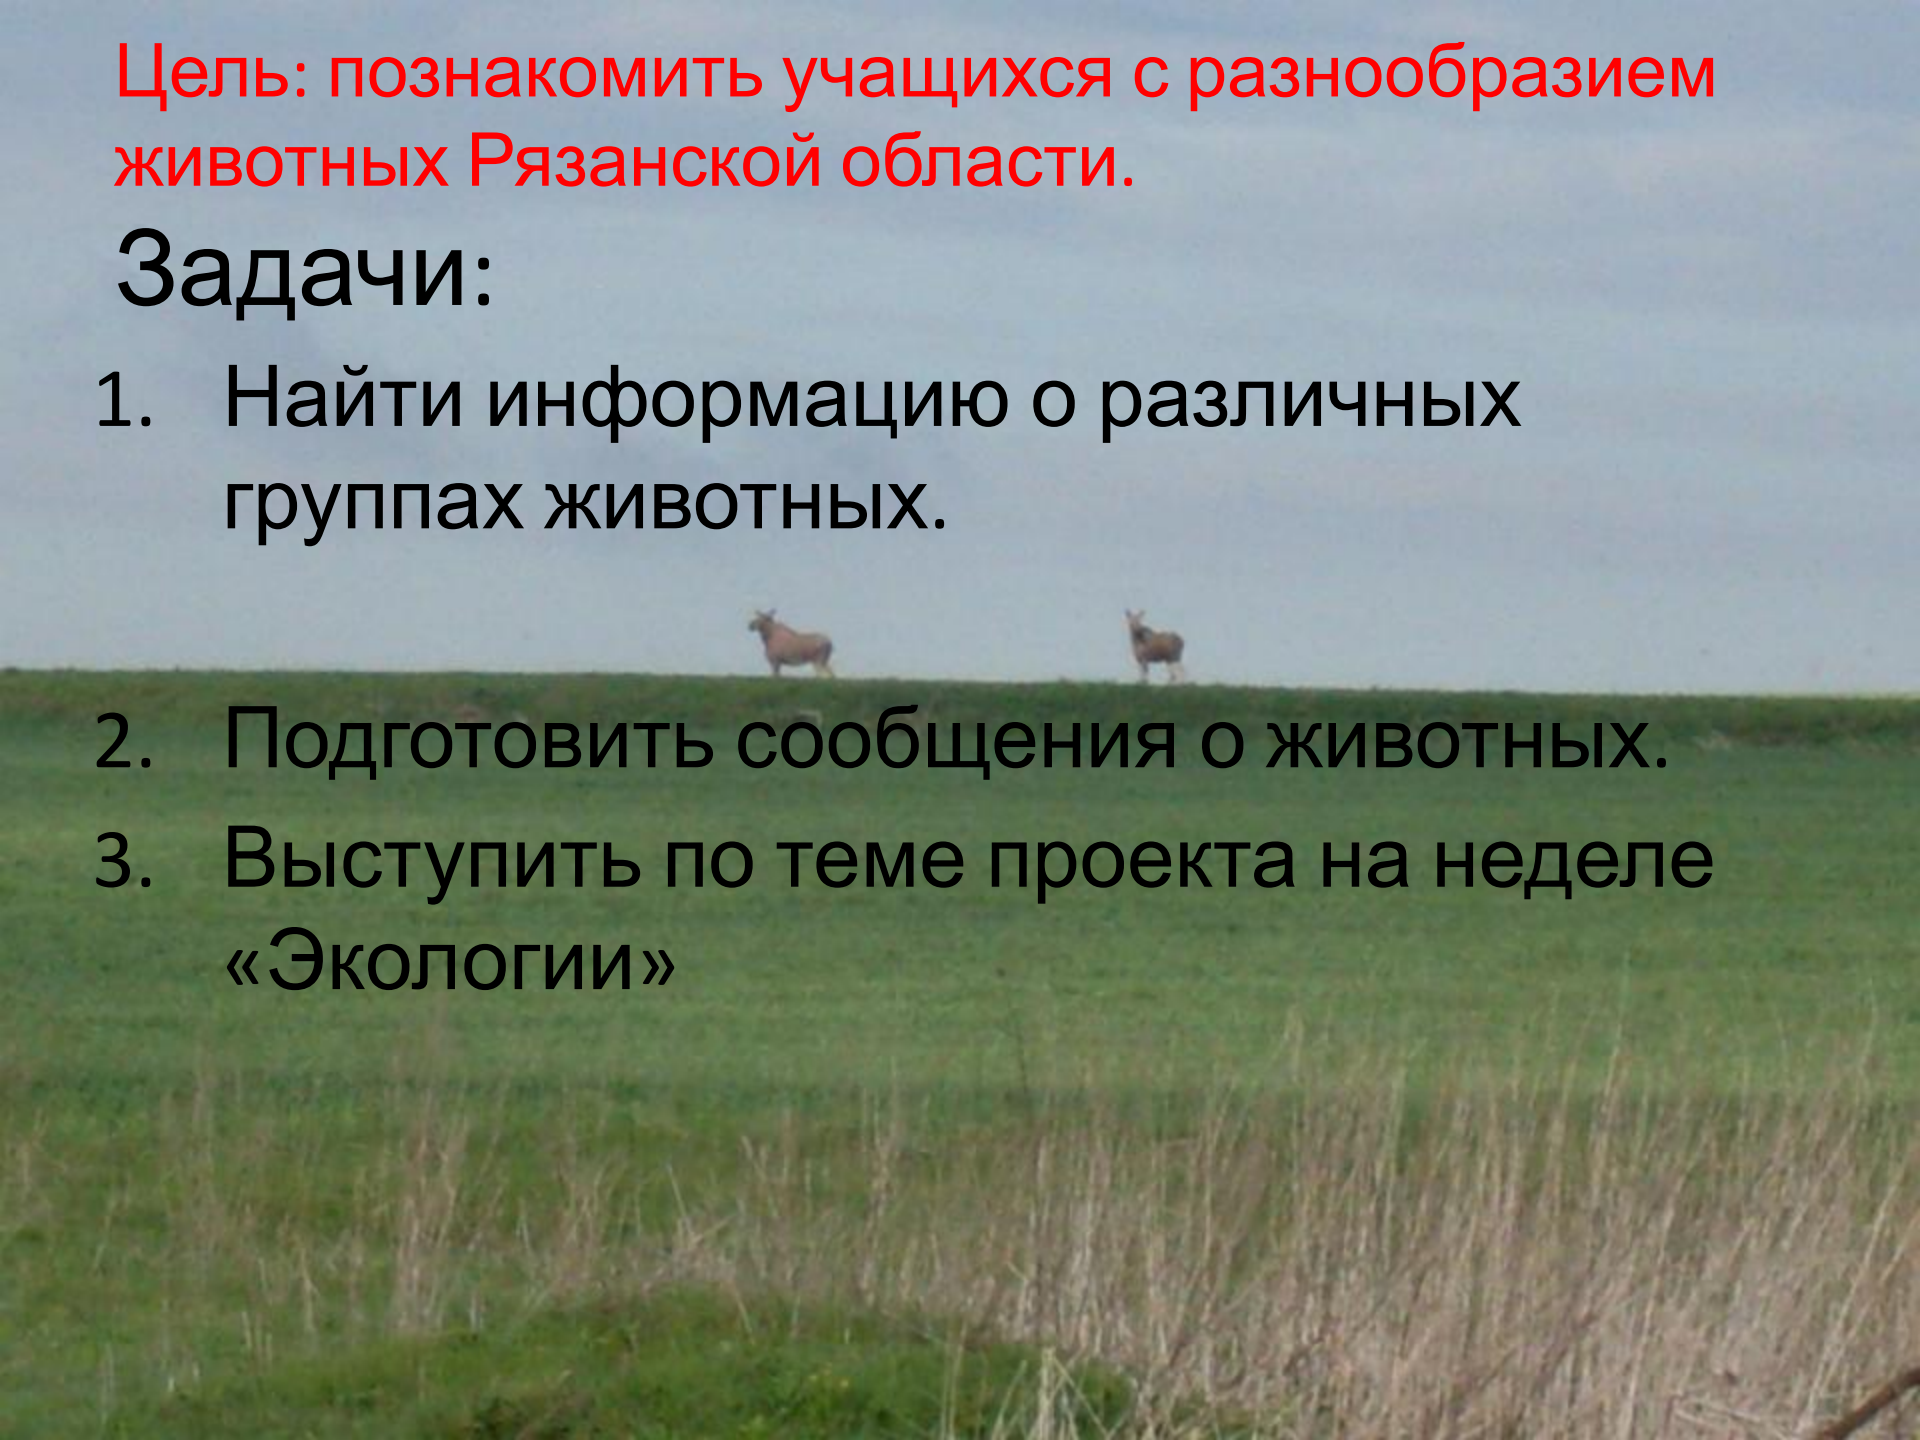 Цель: познакомить учащихся с разнообразием
животных Рязанской области.
Задачи:
1. Найти информацию о различных
группах животных.
2. Подготовить сообщения о животных.
3. Выступить по теме проекта на неделе
«Экологии»